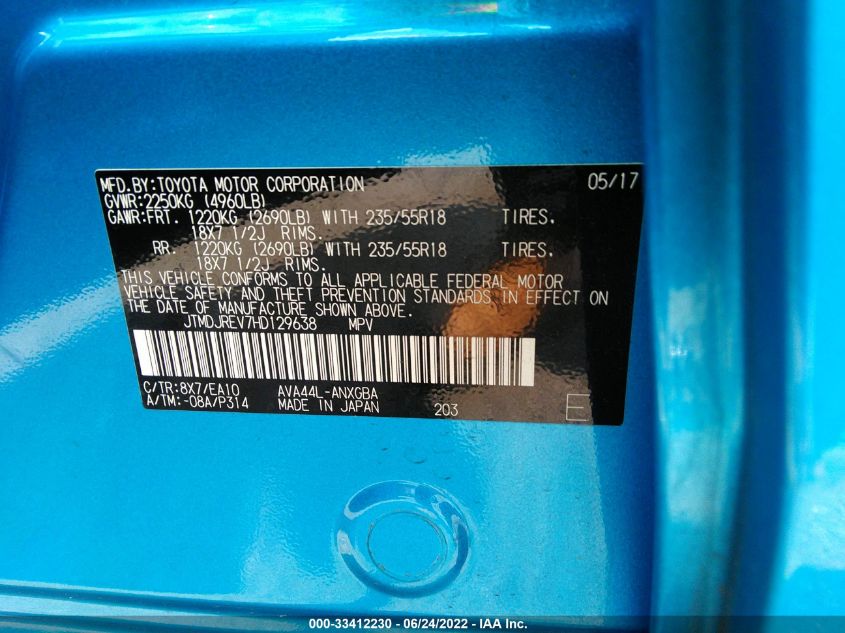 MFD.BY:TOYOTA MOTOR CORPORATION 05/17
GVWR:2250KG (4960LB)
GAWR:FRT. 1220KG (2690LB) WITH 235/55R18 TIRES,
18X7 1/2J RIMS.
RR. 1220KG (2690LB) WITH 235/55R18 TIRES,
18X7 1/2J RIMS.
THIS VEHICLE CONFORMS TO ALL APPLICABLE FEDERAL MOTOR
VEHICLE SAFETY AND THEFT PREVENTION STANDARDS IN EFFECT ON
THE DATE OF MANUFACTURE SHOWN ABOVE.
JTMDJREV7HD129638 MPV
C/TR:8X7/EA10 AVA44L-ANXGBA
A/TM:-08A/P314 MADE IN JAPAN 203 E
000-33412230 - 06/24/2022 - IAA Inc.